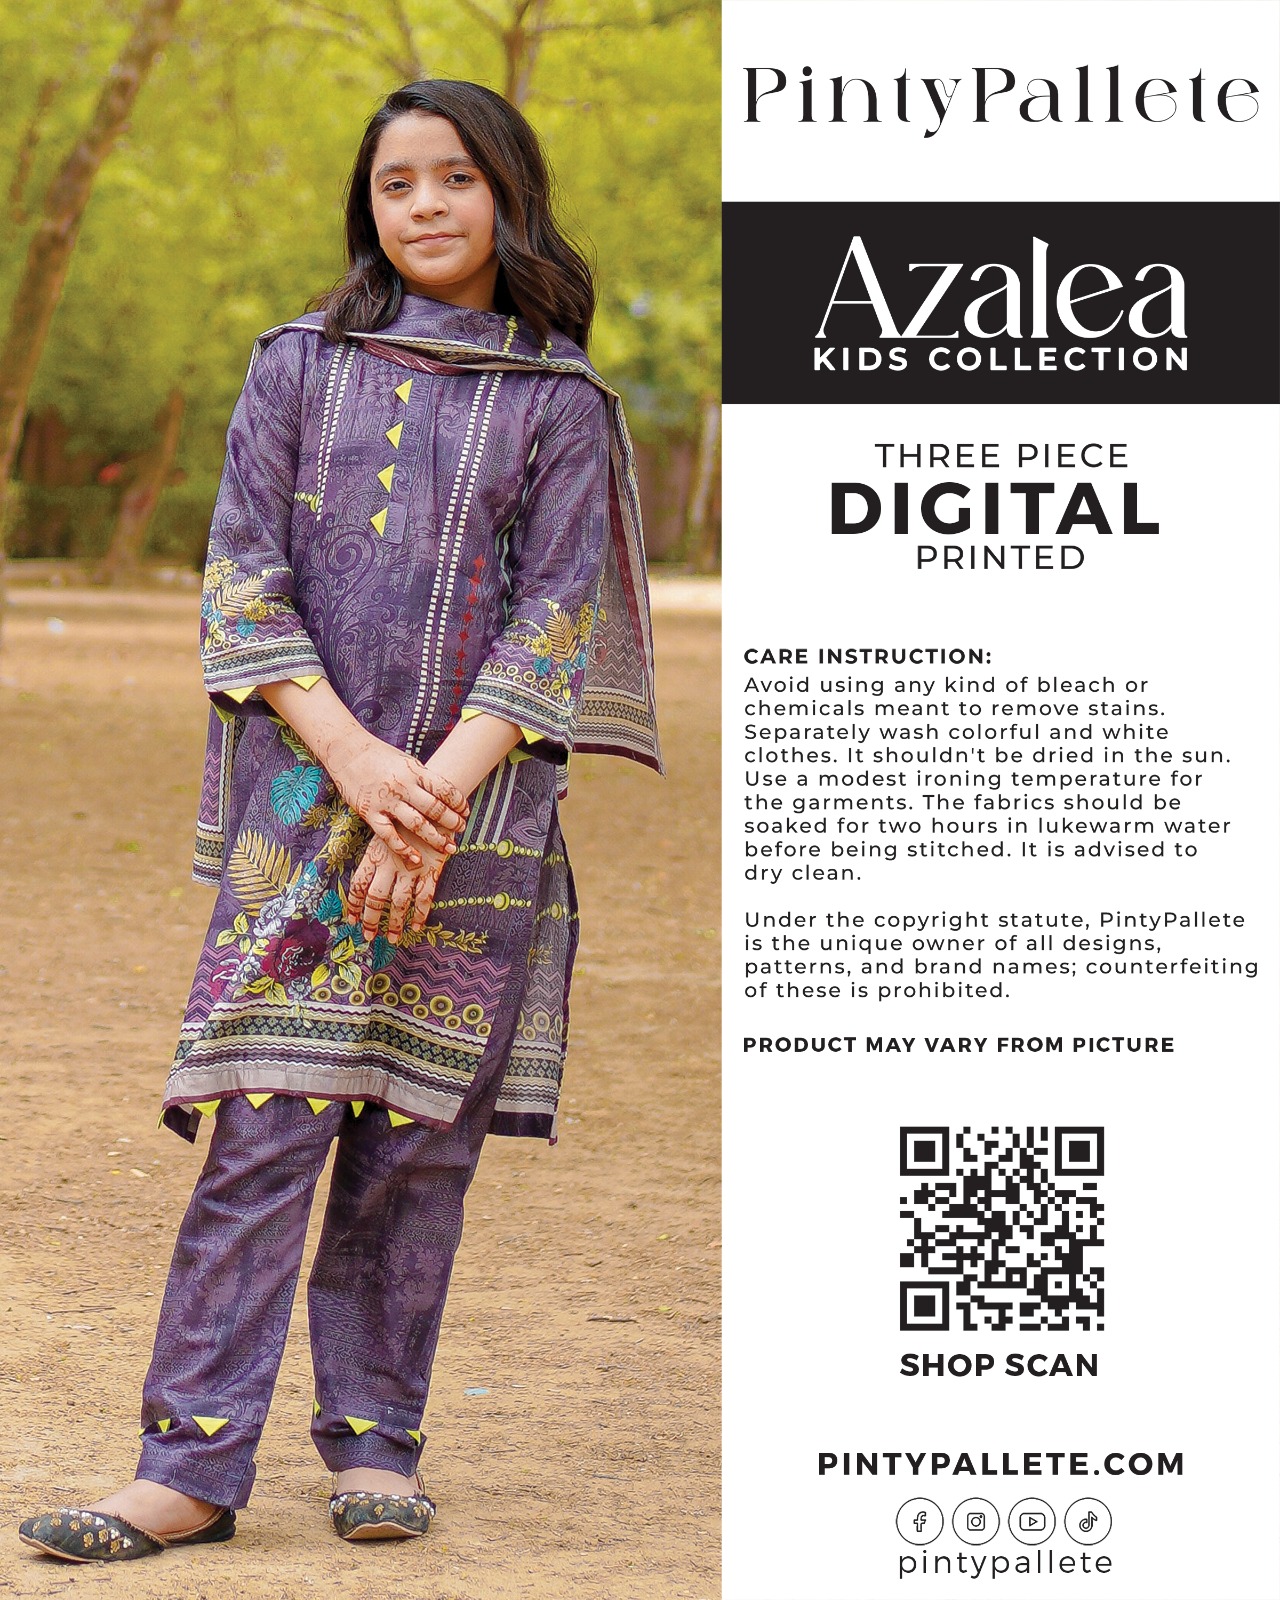 PintyPallete
Azalea
KIDS COLLECTION
THREE PIECE
DIGITAL
PRINTED
CARE INSTRUCTION:
Avoid using any kind of bleach or
chemicals meant to remove stains.
Separately wash colorful and white
clothes. It shouldn't be dried in the sun.
Use a modest ironing temperature for
the garments. The fabrics should be
soaked for two hours in lukewarm water
before being stitched. It is advised to
dry clean.
Under the copyright statute, PintyPallete
is the unique owner of all designs,
patterns, and brand names; counterfeiting
of these is prohibited.
PRODUCT MAY VARY FROM PICTURE
SHOP SCAN
PINTYPALLETE.COM
pintypallete